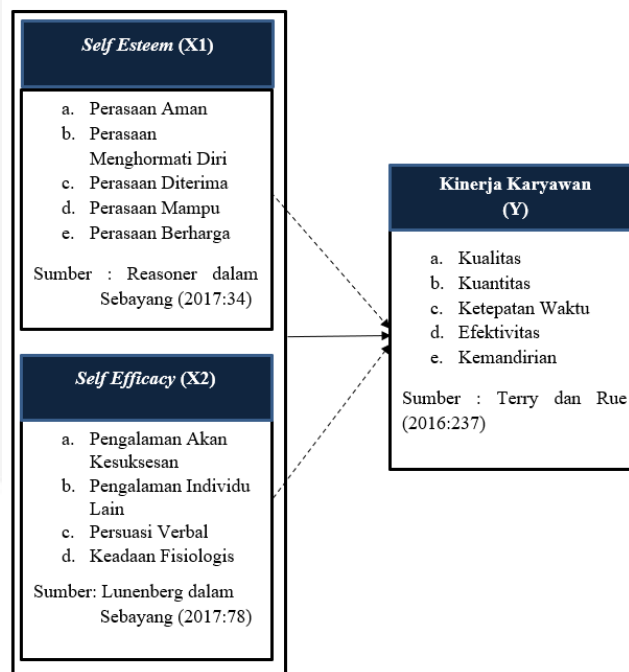 Self Esteem (X1)
a. Perasaan Aman
b. Perasaan
Menghormati Diri
c. Perasaan Diterima
d. Perasaan Mampu
e. Perasaan Berharga
Sumber : Reasoner dalam
Sebayang (2017:34)
Self Efficacy (X2)
a. Pengalaman Akan
Kesuksesan
b. Pengalaman Individu
Lain
c. Persuasi Verbal
d. Keadaan Fisiologis
Sumber: Lunenberg dalam
Sebayang (2017:78)
Kinerja Karyawan
(Y)
a. Kualitas
b. Kuantitas
c. Ketepatan Waktu
d. Efektivitas
e. Kemandirian
Sumber : Terry dan Rue
(2016:237)